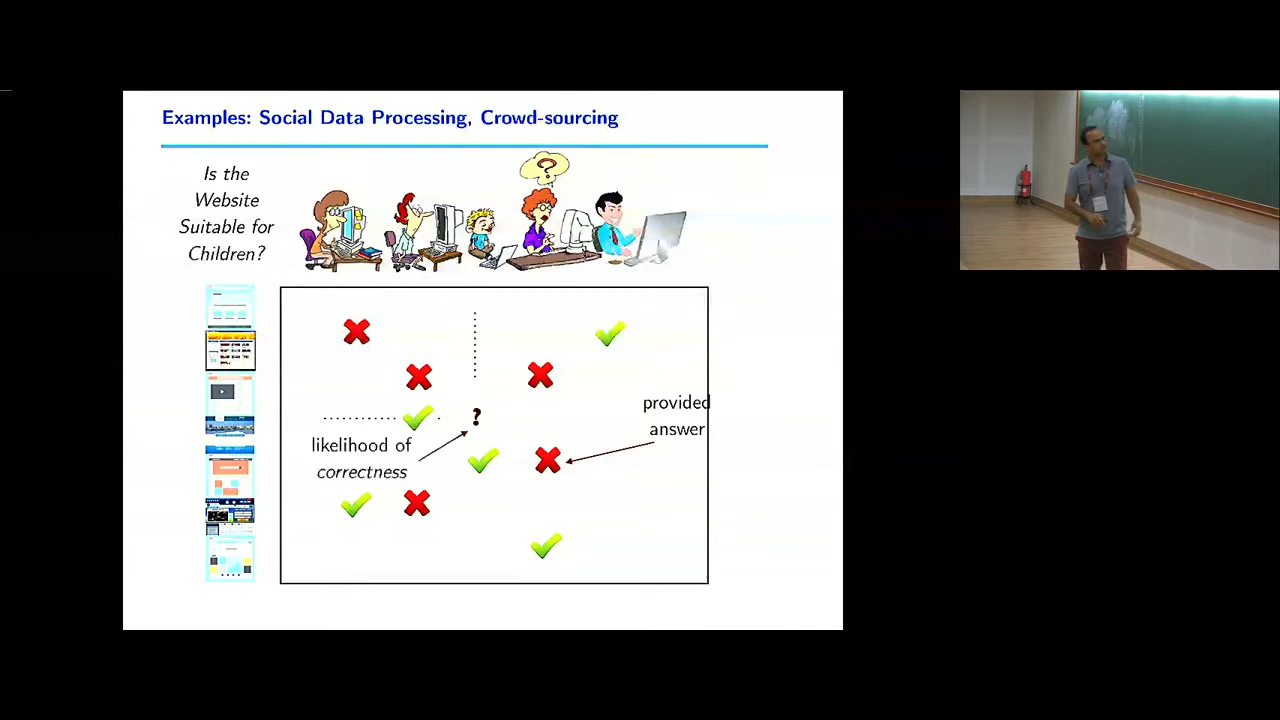 Examples: Social Data Processing, Crowd-sourcing
Is the
Website
Suitable for
Children?
?
?
provided
answer
likelihood of
correctness